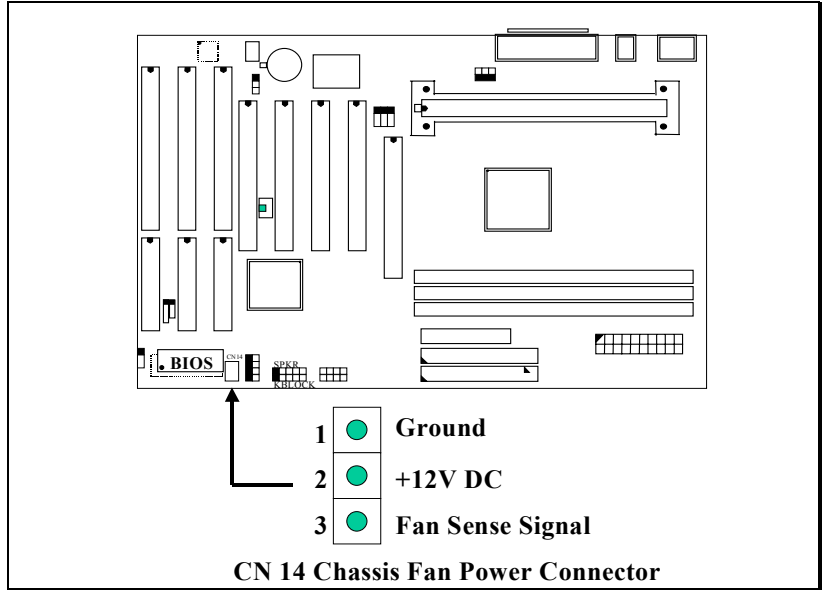 BIOS
CN14
SPKR
KBLOCK
1 Ground
2 +12V DC
3 Fan Sense Signal
CN 14 Chassis Fan Power Connector